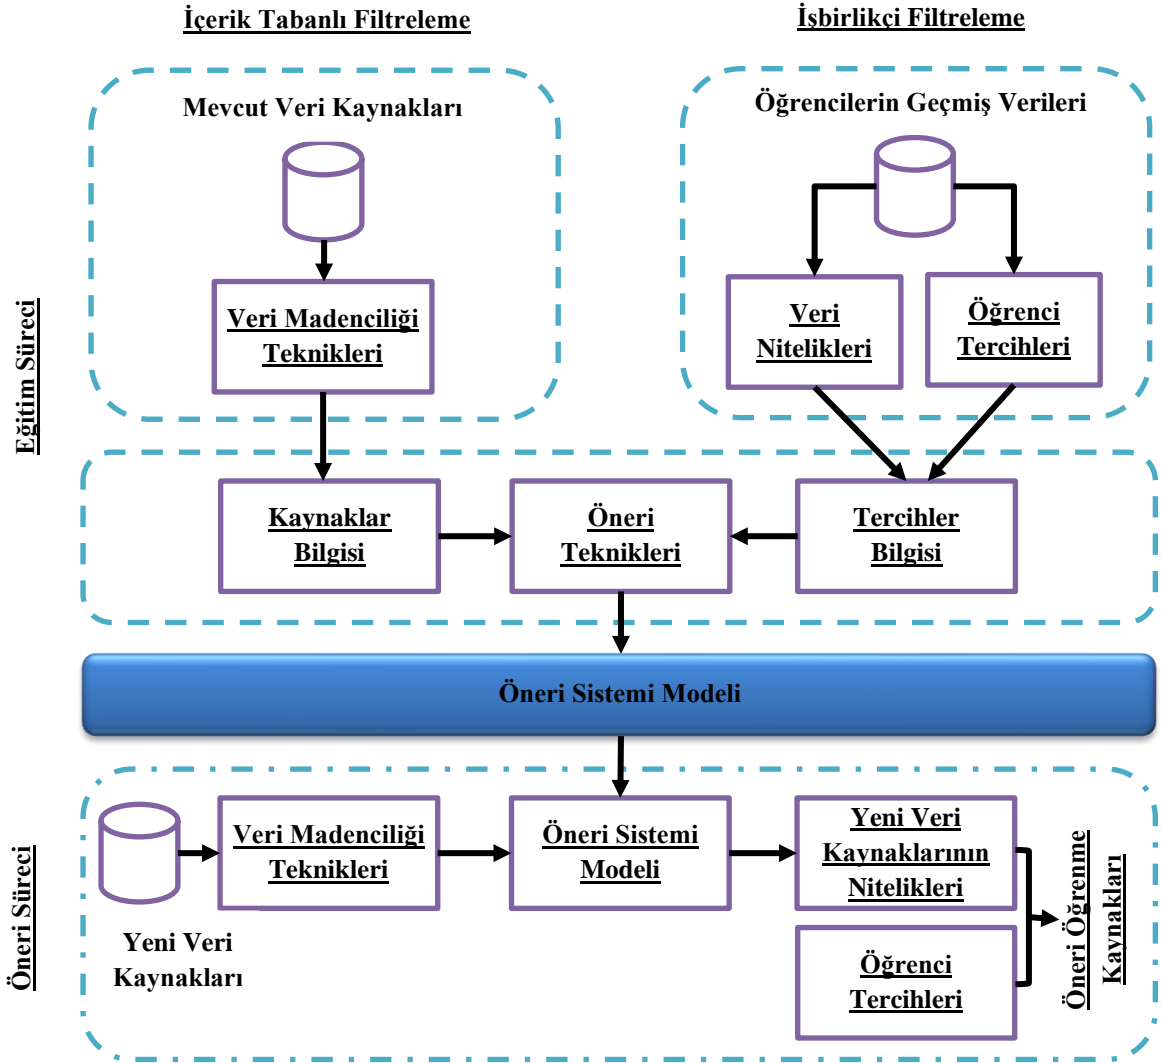 İçerik Tabanlı Filtreleme
İşbirlikçi Filtreleme
Mevcut Veri Kaynakları
Öğrencilerin Geçmiş Verileri
Eğitim Süreci
Veri Madenciliği
Teknikleri
Veri
Nitelikleri
Öğrenci
Tercihleri
Kaynaklar
Bilgisi
Öneri
Teknikleri
Tercihler
Bilgisi
Öneri Sistemi Modeli
Öneri Süreci
Yeni Veri
Kaynakları
Veri Madenciliği
Teknikleri
Öneri Sistemi
Modeli
Yeni Veri
Kaynaklarının
Nitelikleri
Öğrenci
Tercihleri
Öneri Öğrenme
Kaynakları